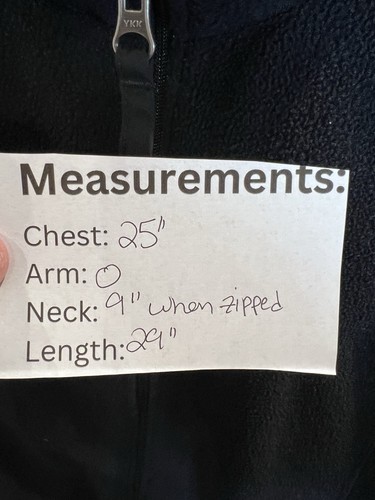 YKK
Measurements:
Chest: 25"
Arm: 0
Neck: 9" when zipped
Length: 29"